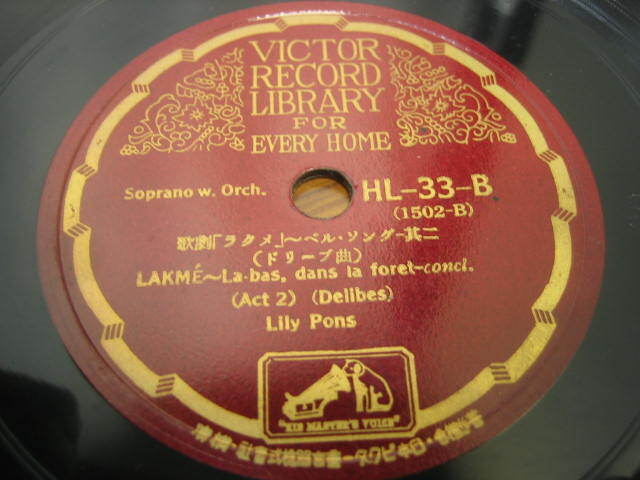 VICTOR
RECORD
LIBRARY
FOR
EVERY HOME
Soprano w. Orch.
HL-33-B
(1502-B)
歌劇「ラクメ」~ベル・ソング-其二
(ドリーブ曲)
LAKMÉ~La-bas, dans la foret-concl.
(Act 2) (Delibes)
Lily Pons
"HIS MASTER'S VOICE"